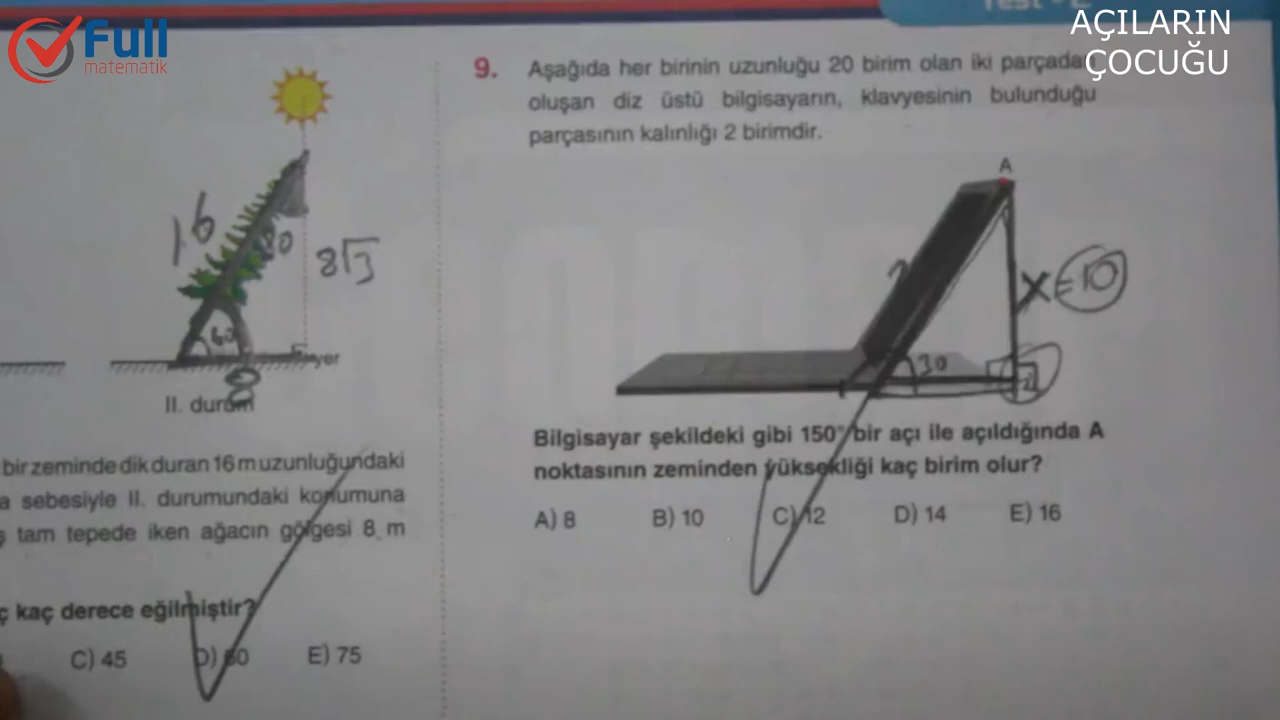 Full
matematik
AÇILARIN
ÇOCUĞU
16
30
8√3
60
yer
8
II. durum
bir zeminde dik duran 16 m uzunluğundaki
a sebesiyle II. durumundaki konumuna
ş tam tepede iken ağacın gölgesi 8 m
ç kaç derece eğilmiştir?
C) 45
D) 60
E) 75
9. Aşağıda her birinin uzunluğu 20 birim olan iki parçadan
oluşan diz üstü bilgisayarın, klavyesinin bulunduğu
parçasının kalınlığı 2 birimdir.
A
X=10
30
2
Bilgisayar şekildeki gibi 150° bir açı ile açıldığında A
noktasının zeminden yüksekliği kaç birim olur?
A) 8
B) 10
C) 12
D) 14
E) 16